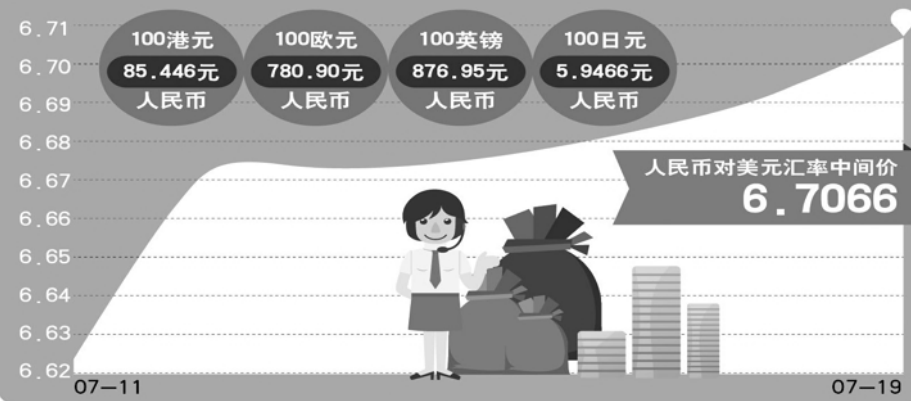 6.71
6.70
6.69
6.68
6.67
6.66
6.65
6.64
6.63
6.62
100港元
85.446元
人民币
100欧元
780.90元
人民币
100英镑
876.95元
人民币
100日元
5.9466元
人民币
人民币对美元汇率中间价
6.7066
07—11
07—19